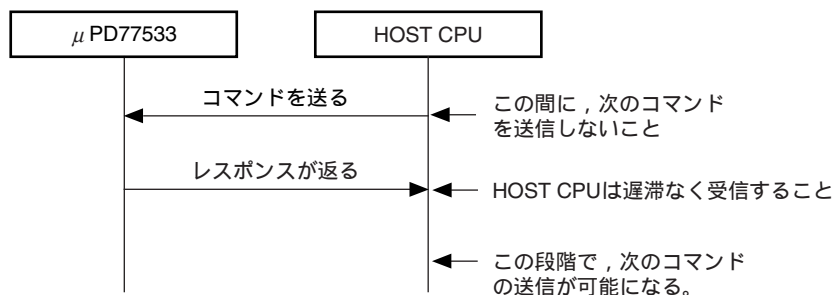 μ PD77533
HOST CPU
コマンドを送る
この間に，次のコマンド
を送信しないこと
レスポンスが返る
HOST CPUは遅滞なく受信すること
この段階で，次のコマンド
の送信が可能になる。